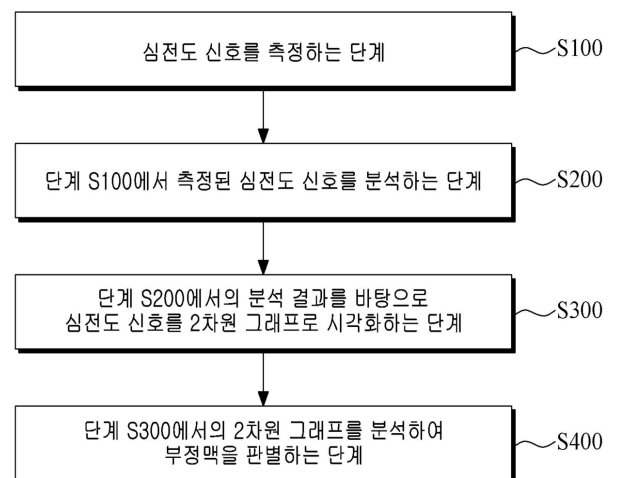 심전도 신호를 측정하는 단계
S100
단계 S100에서 측정된 심전도 신호를 분석하는 단계
S200
단계 S200에서의 분석 결과를 바탕으로
심전도 신호를 2차원 그래프로 시각화하는 단계
S300
단계 S300에서의 2차원 그래프를 분석하여
부정맥을 판별하는 단계
S400